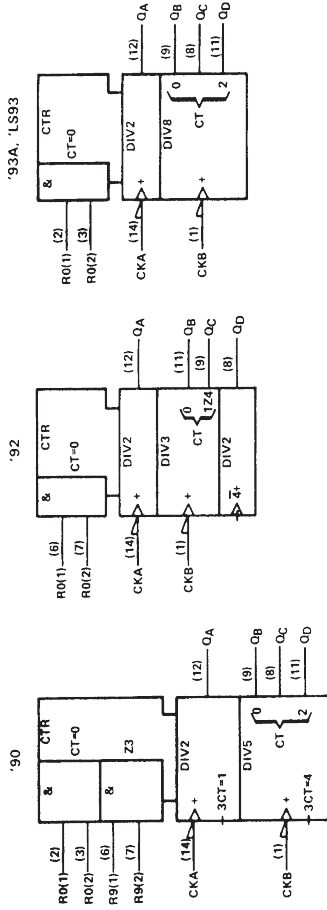 '90
CTR
&
CT=0
R0(1) (2)
R0(2) (3)
&
Z3
R9(1) (6)
R9(2) (7)
DIV2
CKA (14) +
3CT=1
(12) QA
DIV5
CKB (1) +
3CT=4
0
CT
2
(9) QB
(8) QC
(11) QD
'92
CTR
&
CT=0
R0(1) (6)
R0(2) (7)
DIV2
CKA (14) +
(12) QA
DIV3
CKB (1) +
0
CT
1Z4
(11) QB
(9) QC
DIV2
4+
(8) QD
'93A, 'LS93
CTR
&
CT=0
R0(1) (2)
R0(2) (3)
DIV2
CKA (14) +
(12) QA
DIV8
CKB (1) +
0
CT
2
(9) QB
(8) QC
(11) QD